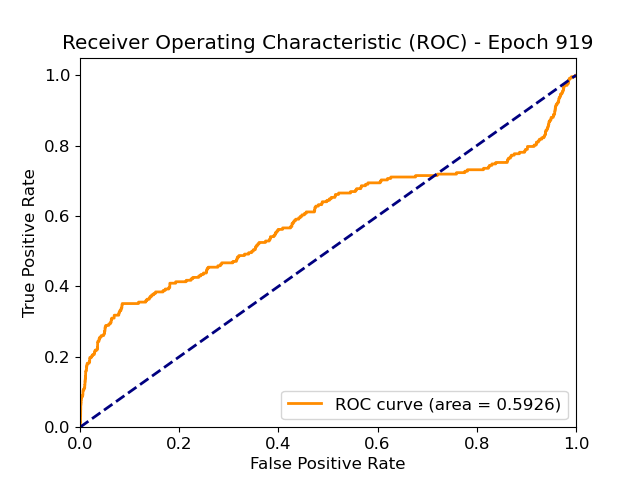 Receiver Operating Characteristic (ROC) - Epoch 919
1.0
0.8
0.6
0.4
0.2
0.0
True Positive Rate
ROC curve (area = 0.5926)
0.0 0.2 0.4 0.6 0.8 1.0
False Positive Rate